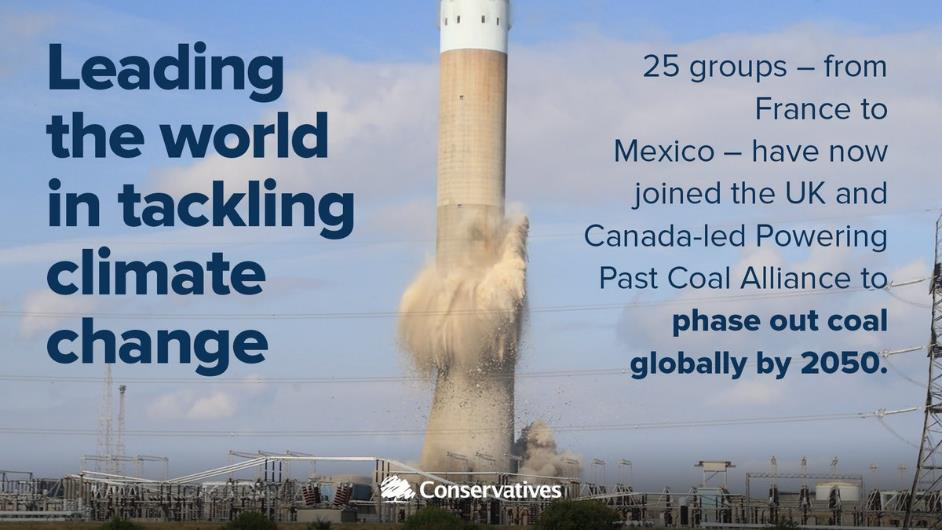 Leading
the world
in tackling
climate
change
25 groups – from
France to
Mexico – have now
joined the UK and
Canada-led Powering
Past Coal Alliance to
phase out coal
globally by 2050.
Conservatives